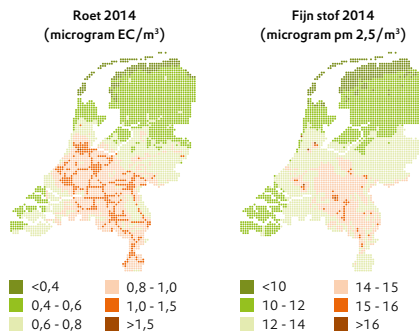 Roet 2014
(microgram EC/m³)
<0,4
0,4 - 0,6
0,6 - 0,8
0,8 - 1,0
1,0 - 1,5
>1,5
Fijn stof 2014
(microgram pm 2,5/m³)
<10
10 - 12
12 - 14
14 - 15
15 - 16
>16